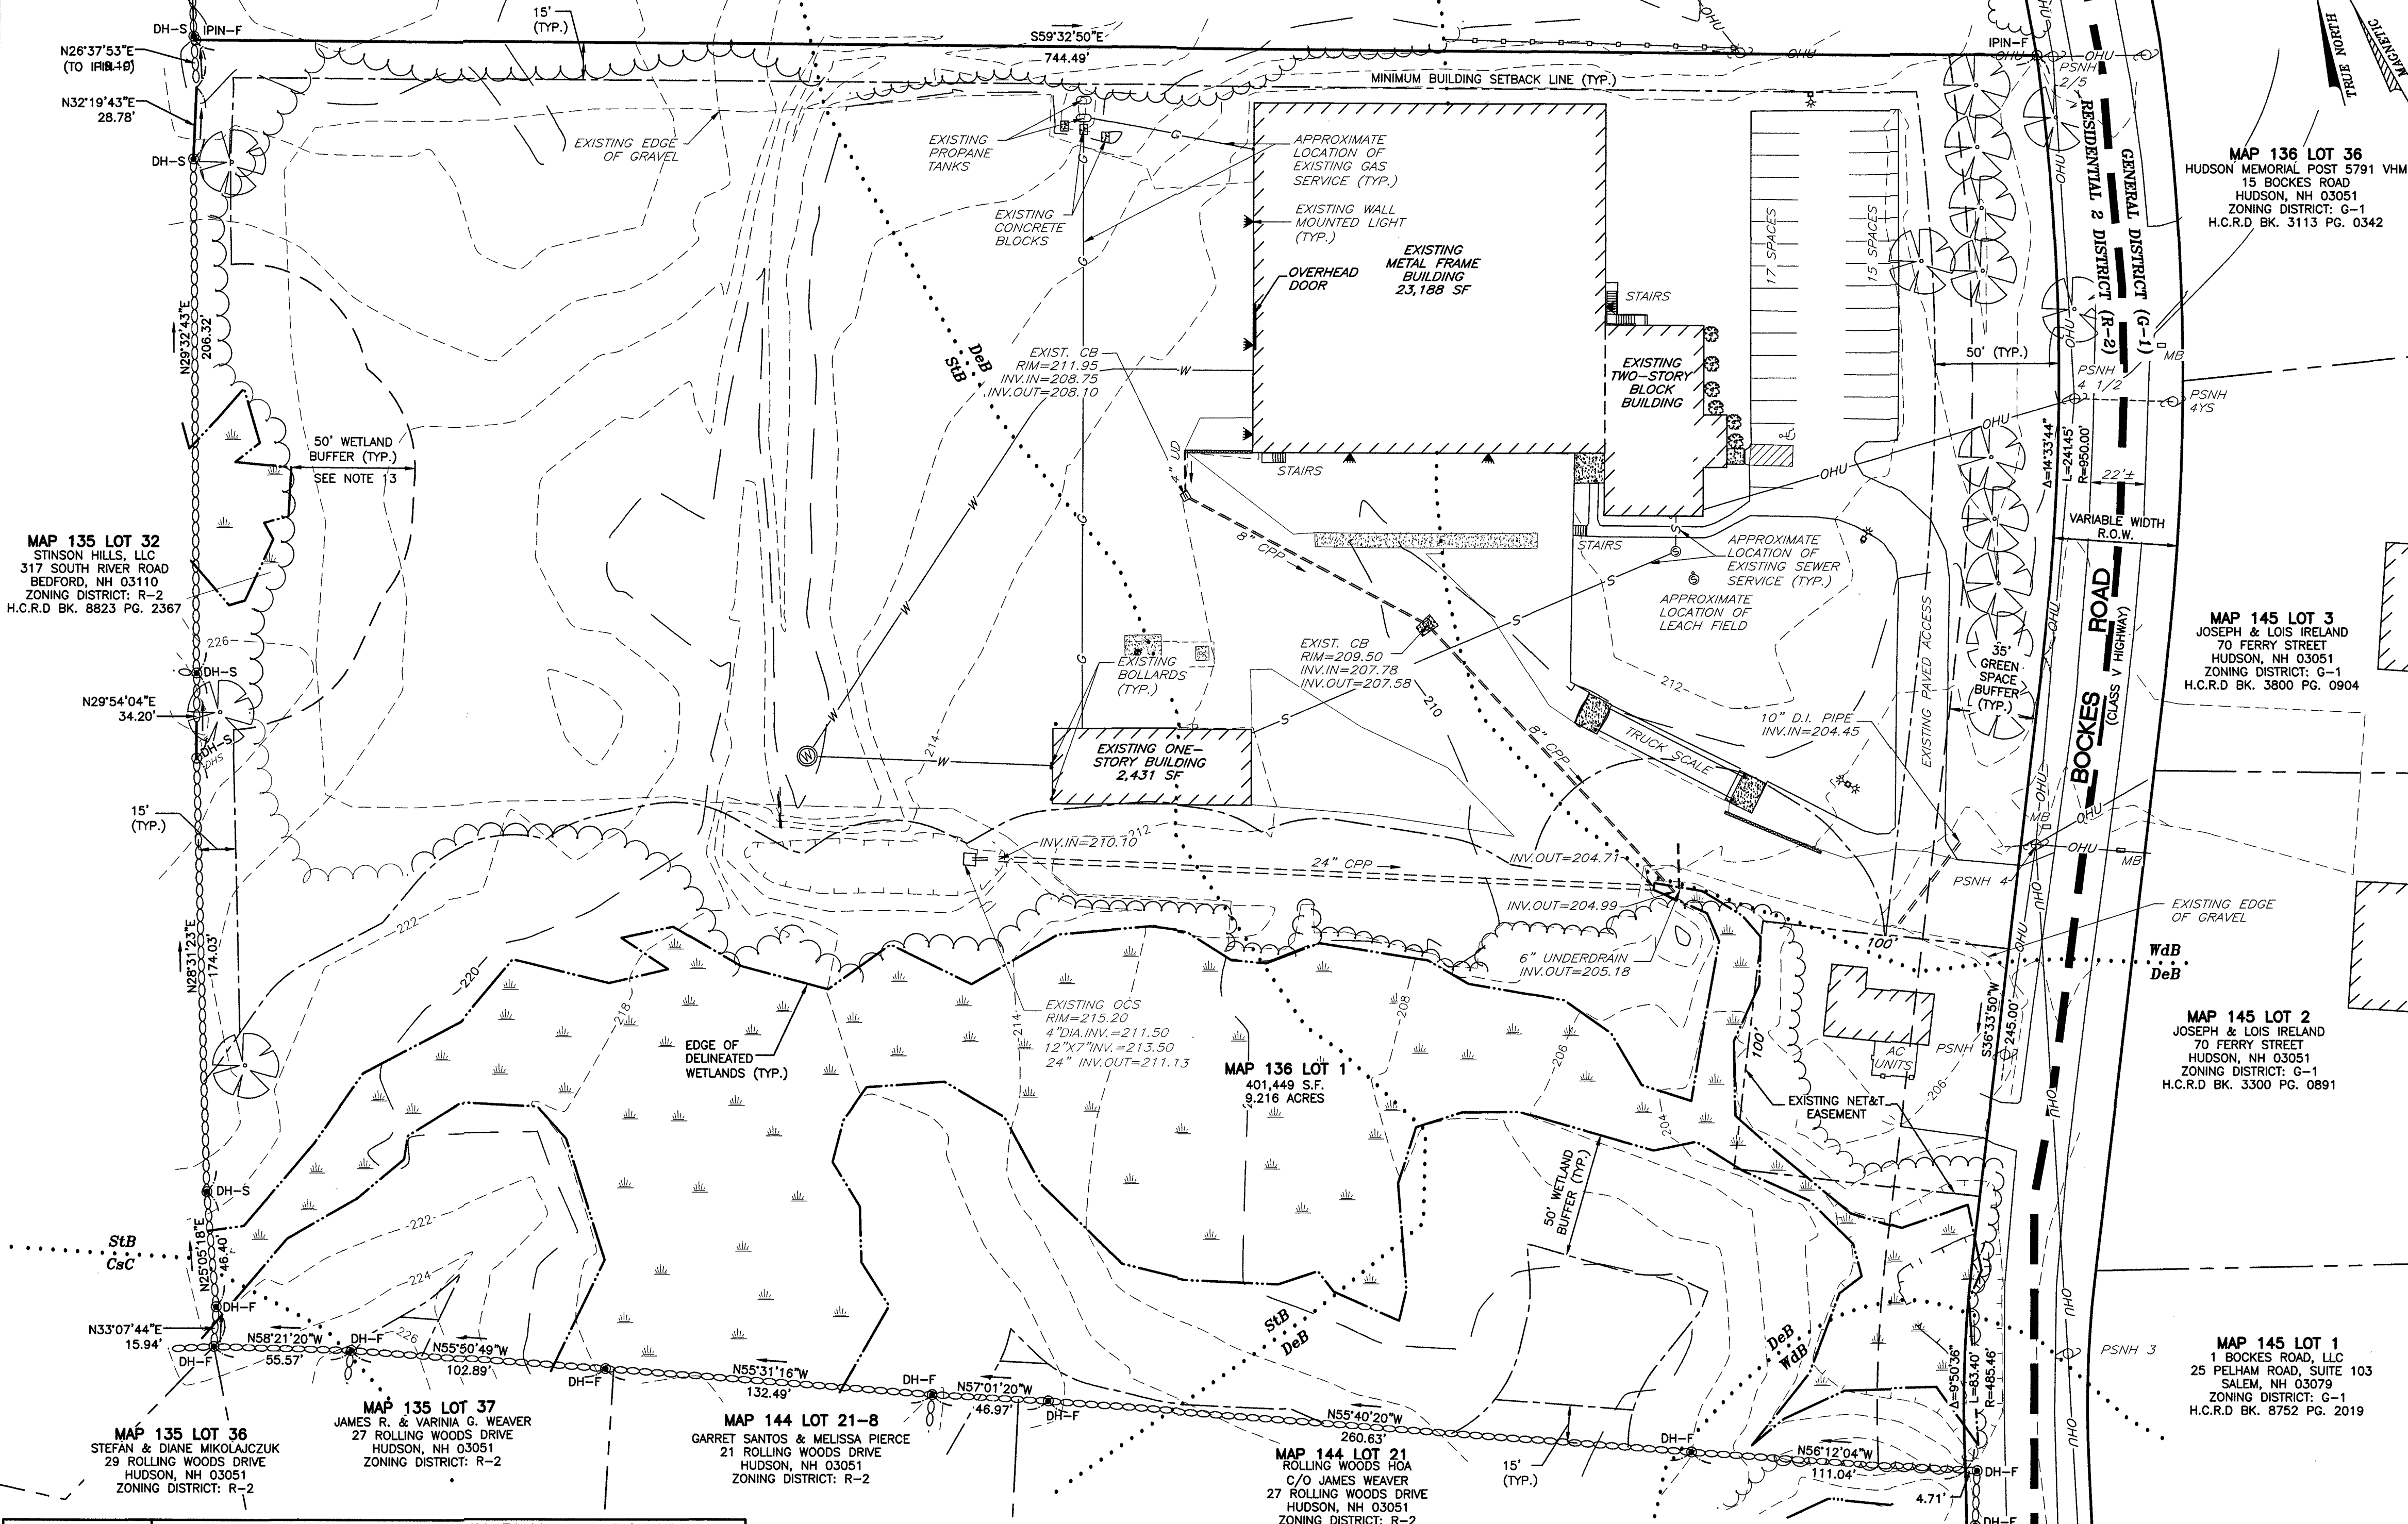 DH-S
IPIN-F
N26°37'53"E
(TO IPIN-F)
N32°19'43"E
28.78'
DH-S
15'
(TYP.)
S59°32'50"E
744.49'
MINIMUM BUILDING SETBACK LINE (TYP.)
OHU
OHU
IPIN-F
OHU
OHU
PSNH
2/5
TRUE NORTH
MAGNETIC
EXISTING EDGE
OF GRAVEL
EXISTING
PROPANE
TANKS
EXISTING
CONCRETE
BLOCKS
G
G
G
G
G
G
APPROXIMATE
LOCATION OF
EXISTING GAS
SERVICE (TYP.)
EXISTING WALL
MOUNTED LIGHT
(TYP.)
OVERHEAD
DOOR
EXISTING
METAL FRAME
BUILDING
23,188 SF
STAIRS
EXISTING
TWO-STORY
BLOCK
BUILDING
17 SPACES
15 SPACES
RESIDENTIAL 2 DISTRICT (R-2)
GENERAL DISTRICT (G-1)
OHU
OHU
MAP 136 LOT 36
HUDSON MEMORIAL POST 5791 VHM
15 BOCKES ROAD
HUDSON, NH 03051
ZONING DISTRICT: G-1
H.C.R.D BK. 3113 PG. 0342
50' (TYP.)
MB
PSNH
4 1/2
PSNH
4YS
OHU
OHU
Δ=14°33'44"
L=241.45'
R=950.00'
22'±
VARIABLE WIDTH
R.O.W.
N29°32'43"E
206.32'
50' WETLAND
BUFFER (TYP.)
SEE NOTE 13
DeB
StB
EXIST. CB
RIM=211.95
INV.IN=208.75
INV.OUT=208.10
W
W
W
W
W
W
4" UD
STAIRS
8" CPP
STAIRS
S
S
S
S
S
S
APPROXIMATE
LOCATION OF
EXISTING SEWER
SERVICE (TYP.)
APPROXIMATE
LOCATION OF
LEACH FIELD
MAP 135 LOT 32
STINSON HILLS, LLC
317 SOUTH RIVER ROAD
BEDFORD, NH 03110
ZONING DISTRICT: R-2
H.C.R.D BK. 8823 PG. 2367
226
DH-S
N29°54'04"E
34.20'
DH-S
DHS
15'
(TYP.)
EXISTING
BOLLARDS
(TYP.)
EXIST. CB
RIM=209.50
INV.IN=207.78
INV.OUT=207.58
210
212
214
EXISTING ONE-
STORY BUILDING
2,431 SF
8" CPP
TRUCK SCALE
10" D.I. PIPE
INV.IN=204.45
EXISTING PAVED ACCESS
35'
GREEN
SPACE
BUFFER
(TYP.)
OHU
BOCKES ROAD
(CLASS V HIGHWAY)
MAP 145 LOT 3
JOSEPH & LOIS IRELAND
70 FERRY STREET
HUDSON, NH 03051
ZONING DISTRICT: G-1
H.C.R.D BK. 3800 PG. 0904
OHU
MB
OHU
OHU
MB
PSNH 4
INV.IN=210.10
212
24" CPP
INV.OUT=204.71
INV.OUT=204.99
6" UNDERDRAIN
INV.OUT=205.18
100'
OHU
OHU
EXISTING EDGE
OF GRAVEL
WdB
DeB
222
220
218
N28°31'23"E
174.03'
EDGE OF
DELINEATED
WETLANDS (TYP.)
EXISTING OCS
RIM=215.20
4"DIA.INV.=211.50
12"X7"INV.=213.50
24" INV.OUT=211.13
214
208
206
204
MAP 136 LOT 1
401,449 S.F.
9.216 ACRES
100'
AC
UNITS
PSNH
S36°33'50"W
245.00'
206
OHU
EXISTING NET&T
EASEMENT
MAP 145 LOT 2
JOSEPH & LOIS IRELAND
70 FERRY STREET
HUDSON, NH 03051
ZONING DISTRICT: G-1
H.C.R.D BK. 3300 PG. 0891
50' WETLAND
BUFFER (TYP.)
DH-S
StB
CsC
N25°05'18"E
46.40'
222
224
226
DH-F
N33°07'44"E
15.94'
DH-F
N58°21'20"W
55.57'
DH-F
N55°50'49"W
102.89'
DH-F
N55°31'16"W
132.49'
DH-F
N57°01'20"W
46.97'
DH-F
StB
DeB
N55°40'20"W
260.63'
15'
(TYP.)
DH-F
N56°12'04"W
111.04'
DH-F
4.71'
DeB
WdB
Δ=9°50'36"
L=83.40'
R=485.46'
OHU
OHU
PSNH 3
DH-F
MAP 145 LOT 1
1 BOCKES ROAD, LLC
25 PELHAM ROAD, SUITE 103
SALEM, NH 03079
ZONING DISTRICT: G-1
H.C.R.D BK. 8752 PG. 2019
MAP 135 LOT 36
STEFAN & DIANE MIKOLAJCZUK
29 ROLLING WOODS DRIVE
HUDSON, NH 03051
ZONING DISTRICT: R-2
MAP 135 LOT 37
JAMES R. & VARINIA G. WEAVER
27 ROLLING WOODS DRIVE
HUDSON, NH 03051
ZONING DISTRICT: R-2
MAP 144 LOT 21-8
GARRET SANTOS & MELISSA PIERCE
21 ROLLING WOODS DRIVE
HUDSON, NH 03051
ZONING DISTRICT: R-2
MAP 144 LOT 21
ROLLING WOODS HOA
C/O JAMES WEAVER
27 ROLLING WOODS DRIVE
HUDSON, NH 03051
ZONING DISTRICT: R-2